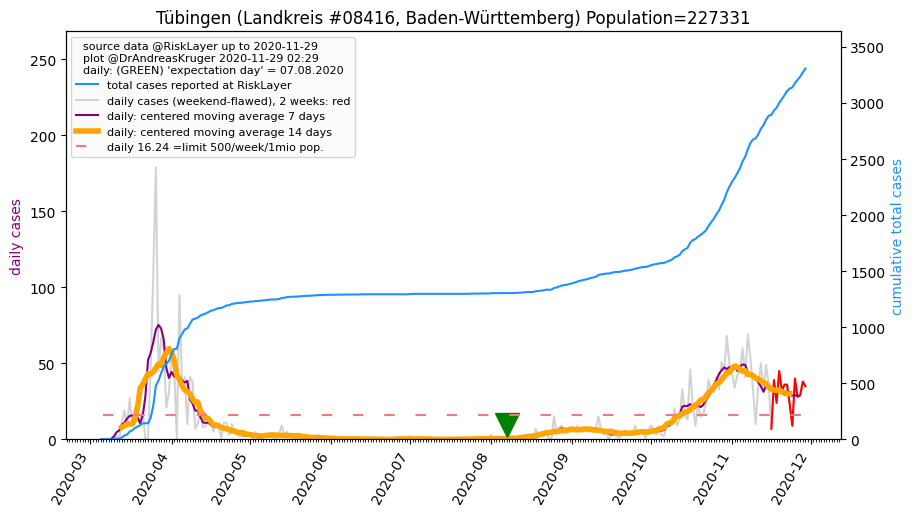 Tübingen (Landkreis #08416, Baden-Württemberg) Population=227331
source data @RiskLayer up to 2020-11-29
plot @DrAndreasKruger 2020-11-29 02:29
daily: (GREEN) 'expectation day' = 07.08.2020
total cases reported at RiskLayer
daily cases (weekend-flawed), 2 weeks: red
daily: centered moving average 7 days
daily: centered moving average 14 days
daily 16.24 =limit 500/week/1mio pop.
daily cases
250
200
150
100
50
0
3500
3000
2500
2000
1500
1000
500
0
cumulative total cases
2020-03
2020-04
2020-05
2020-06
2020-07
2020-08
2020-09
2020-10
2020-11
2020-12